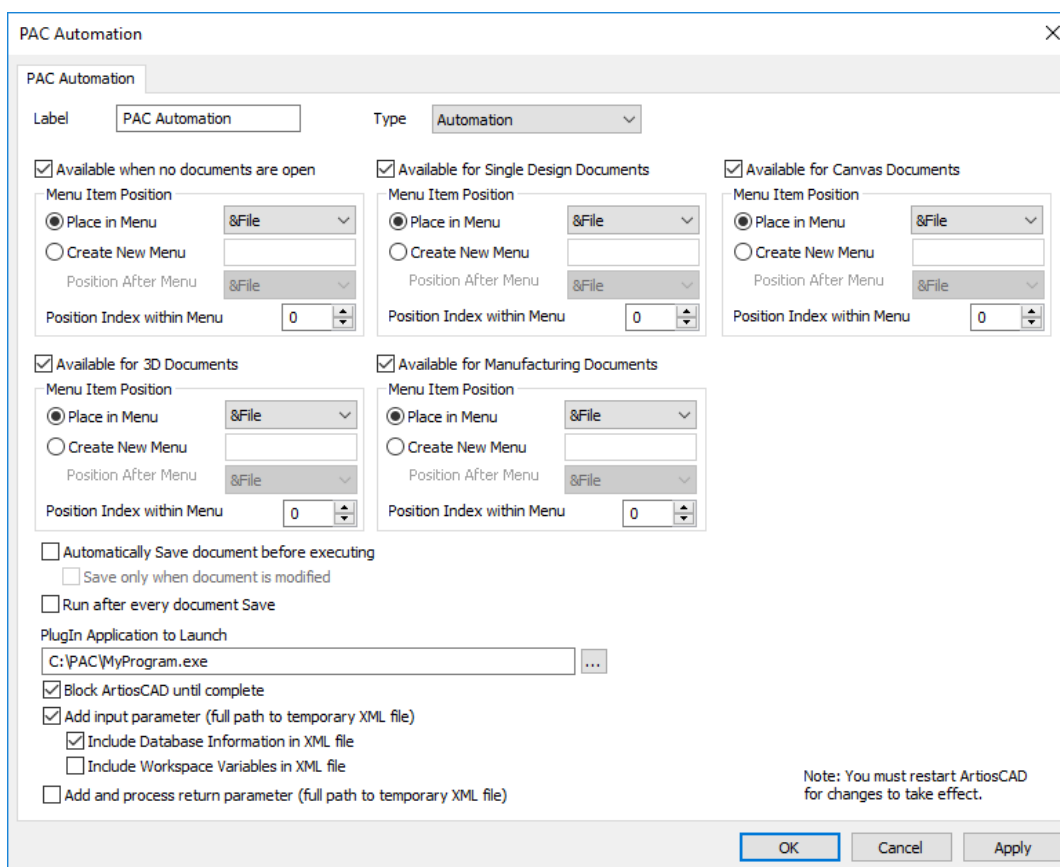 PAC Automation
PAC Automation
Label PAC Automation Type Automation
Available when no documents are open Available for Single Design Documents Available for Canvas Documents
Menu Item Position Menu Item Position Menu Item Position
Place in Menu &File Place in Menu &File Place in Menu &File
Create New Menu Create New Menu Create New Menu
Position After Menu &File Position After Menu &File Position After Menu &File
Position Index within Menu 0 Position Index within Menu 0 Position Index within Menu 0
Available for 3D Documents Available for Manufacturing Documents
Menu Item Position Menu Item Position
Place in Menu &File Place in Menu &File
Create New Menu Create New Menu
Position After Menu &File Position After Menu &File
Position Index within Menu 0 Position Index within Menu 0
Automatically Save document before executing
Save only when document is modified
Run after every document Save
PlugIn Application to Launch
C:\PAC\MyProgram.exe ...
Block ArtiosCAD until complete
Add input parameter (full path to temporary XML file)
Include Database Information in XML file
Include Workspace Variables in XML file
Add and process return parameter (full path to temporary XML file)
Note: You must restart ArtiosCAD
for changes to take effect.
OK Cancel Apply